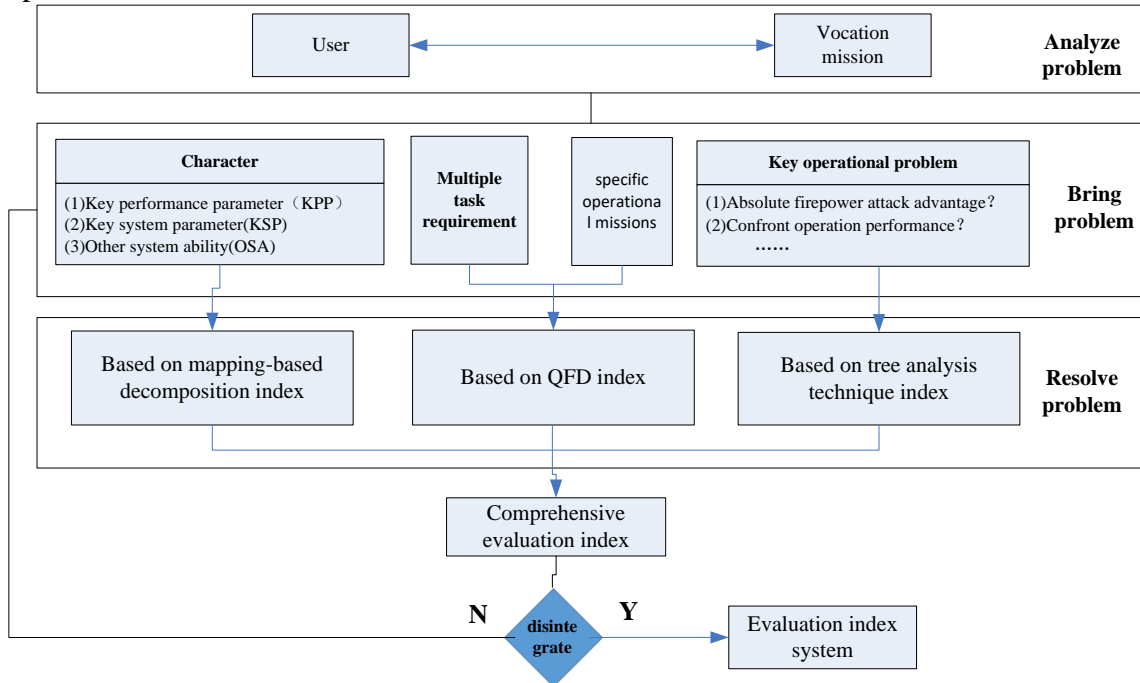 User
Vocation
mission
Analyze
problem
Character
(1)Key performance parameter（KPP）
(2)Key system parameter(KSP)
(3)Other system ability(OSA)
Multiple
task
requirement
specific
operationa
l missions
Key operational problem
(1)Absolute firepower attack advantage？
(2)Confront operation performance？
……
Bring
problem
Based on mapping-based
decomposition index
Based on QFD index
Based on tree analysis
technique index
Resolve
problem
Comprehensive
evaluation index
N
disinte
grate
Y
Evaluation index
system